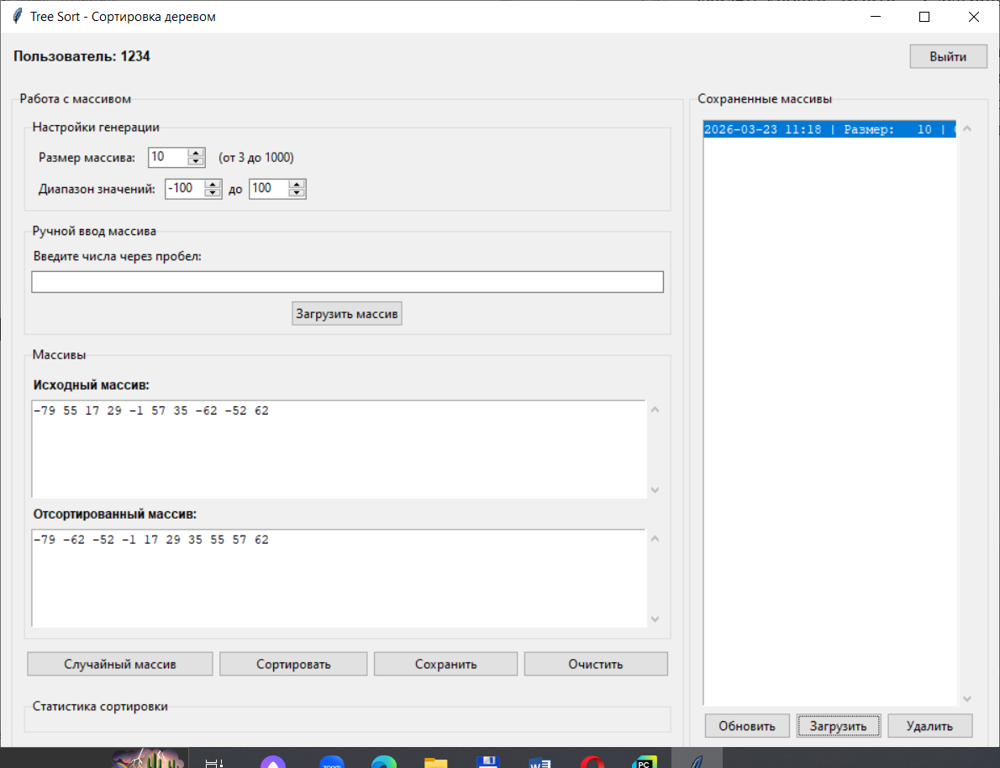 Tree Sort - Сортировка деревом
Пользователь: 1234
Выйти
Работа с массивом
Настройки генерации
Размер массива: 10 (от 3 до 1000)
Диапазон значений: -100 до 100
Ручной ввод массива
Введите числа через пробел:
Загрузить массив
Массивы
Исходный массив:
-79 55 17 29 -1 57 35 -62 -52 62
Отсортированный массив:
-79 -62 -52 -1 17 29 35 55 57 62
Случайный массив
Сортировать
Сохранить
Очистить
Статистика сортировки
Сохраненные массивы
2026-03-23 11:18 | Размер: 10 |
Обновить
Загрузить
Удалить
zoom
W
PC